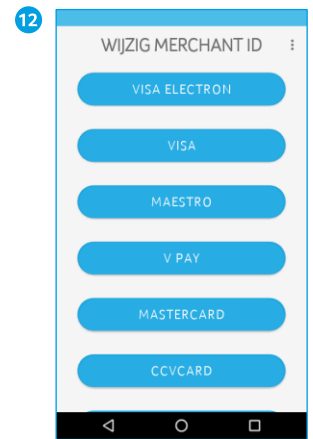 12
WIJZIG MERCHANT ID
VISA ELECTRON
VISA
MAESTRO
V PAY
MASTERCARD
CCVCARD